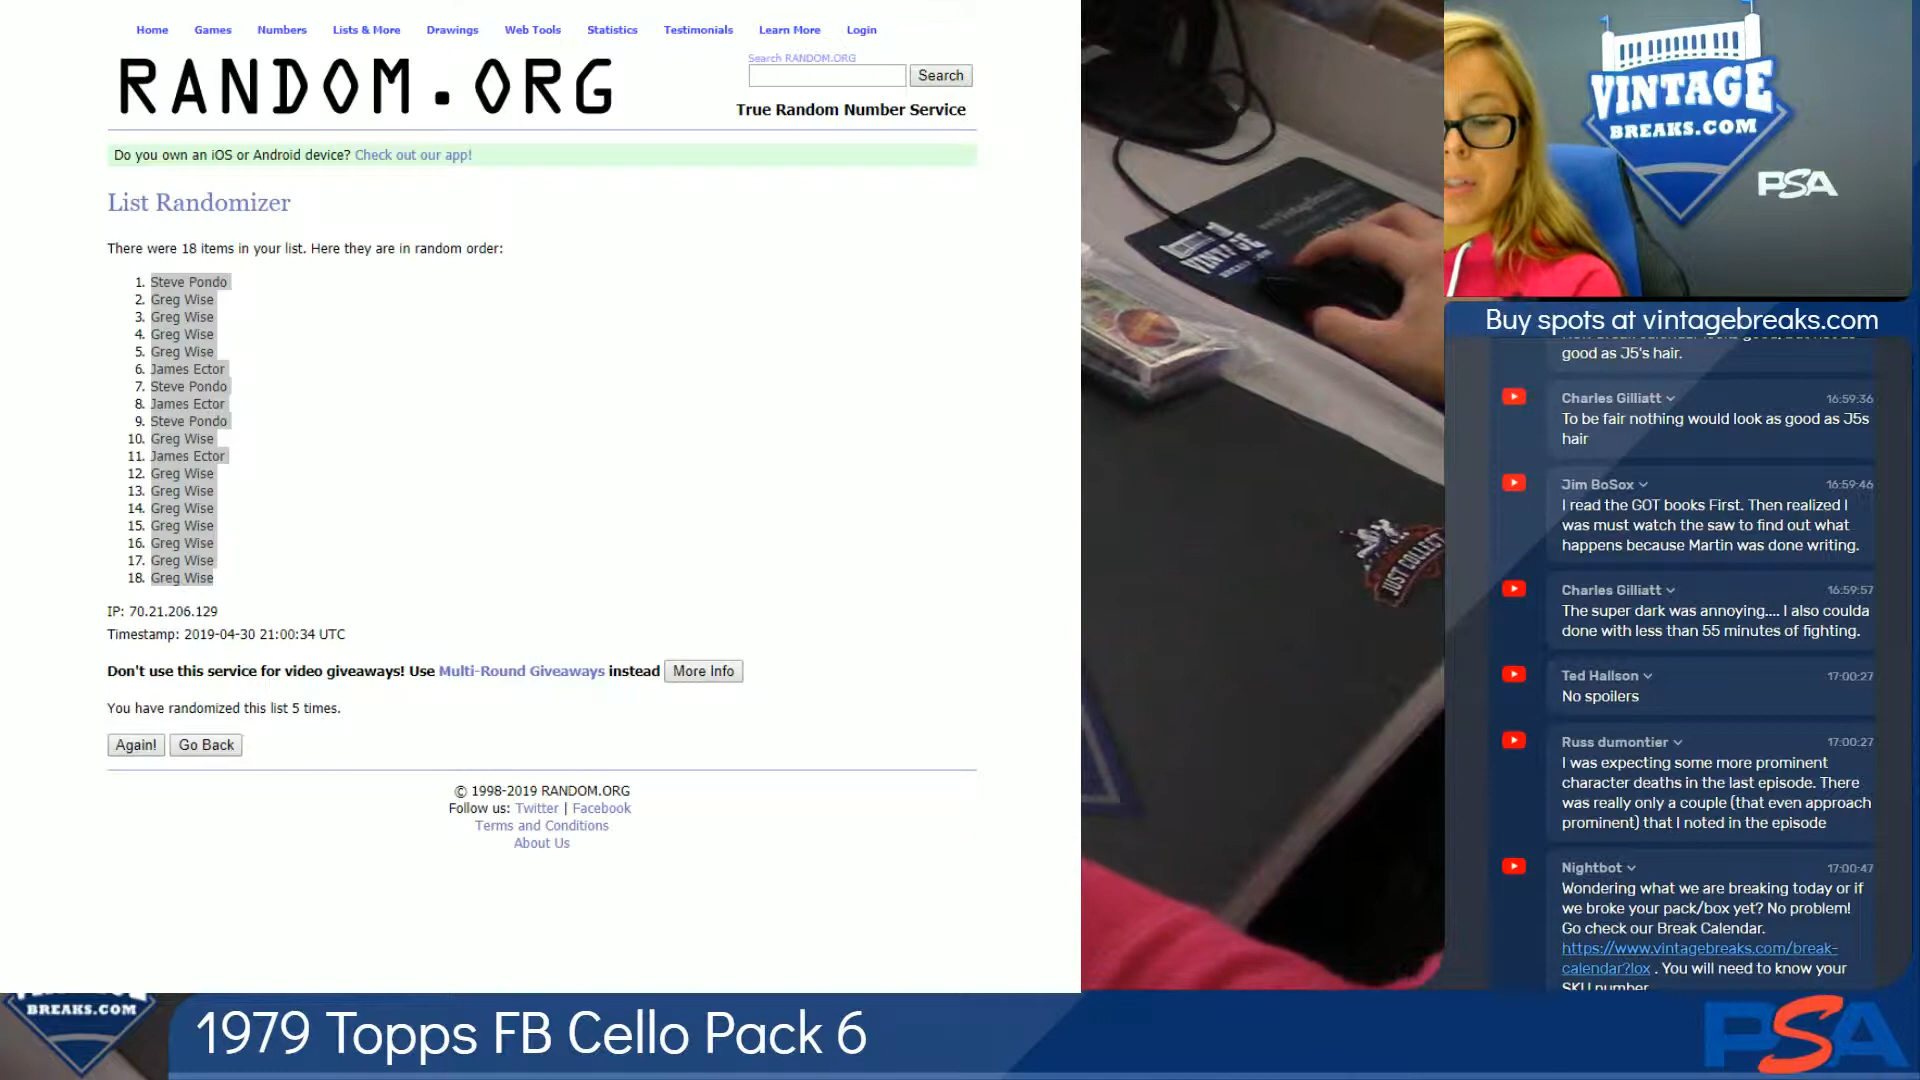 Home Games Numbers Lists & More Drawings Web Tools Statistics Testimonials Learn More Login
RANDOM.ORG
Search RANDOM.ORG
Search
True Random Number Service
Do you own an iOS or Android device? Check out our app!
List Randomizer
There were 18 items in your list. Here they are in random order:
1. Steve Pondo
2. Greg Wise
3. Greg Wise
4. Greg Wise
5. Greg Wise
6. James Ector
7. Steve Pondo
8. James Ector
9. Steve Pondo
10. Greg Wise
11. James Ector
12. Greg Wise
13. Greg Wise
14. Greg Wise
15. Greg Wise
16. Greg Wise
17. Greg Wise
18. Greg Wise
IP: 70.21.206.129
Timestamp: 2019-04-30 21:00:34 UTC
Don't use this service for video giveaways! Use Multi-Round Giveaways instead More Info
You have randomized this list 5 times.
Again! Go Back
© 1998-2019 RANDOM.ORG
Follow us: Twitter | Facebook
Terms and Conditions
About Us
VINTAGE
JUST COLLECT
VINTAGE
BREAKS.COM
PSA
Buy spots at vintagebreaks.com
good as J5's hair.
Charles Gilliatt 16:59:36
To be fair nothing would look as good as J5s
hair
Jim BoSox 16:59:46
I read the GOT books First. Then realized I
was must watch the saw to find out what
happens because Martin was done writing.
Charles Gilliatt 16:59:57
The super dark was annoying.... I also coulda
done with less than 55 minutes of fighting.
Ted Hallson 17:00:27
No spoilers
Russ dumontier 17:00:27
I was expecting some more prominent
character deaths in the last episode. There
was really only a couple (that even approach
prominent) that I noted in the episode
Nightbot 17:00:47
Wondering what we are breaking today or if
we broke your pack/box yet? No problem!
Go check our Break Calendar.
https://www.vintagebreaks.com/break-
calendar?lox . You will need to know your
SKU number
BREAKS.COM
1979 Topps FB Cello Pack 6
PSA